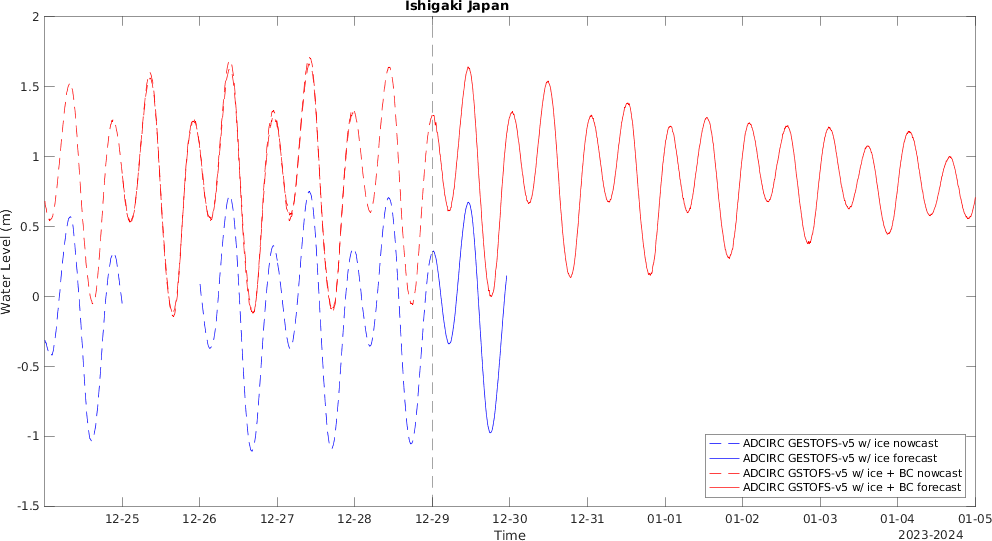 Ishigaki Japan
2
1.5
1
0.5
0
-0.5
-1
-1.5
Water Level (m)
12-25 12-26 12-27 12-28 12-29 12-30 12-31 01-01 01-02 01-03 01-04 01-05
Time
2023-2024
ADCIRC GESTOFS-v5 w/ ice nowcast
ADCIRC GESTOFS-v5 w/ ice forecast
ADCIRC GSTOFS-v5 w/ ice + BC nowcast
ADCIRC GSTOFS-v5 w/ ice + BC forecast